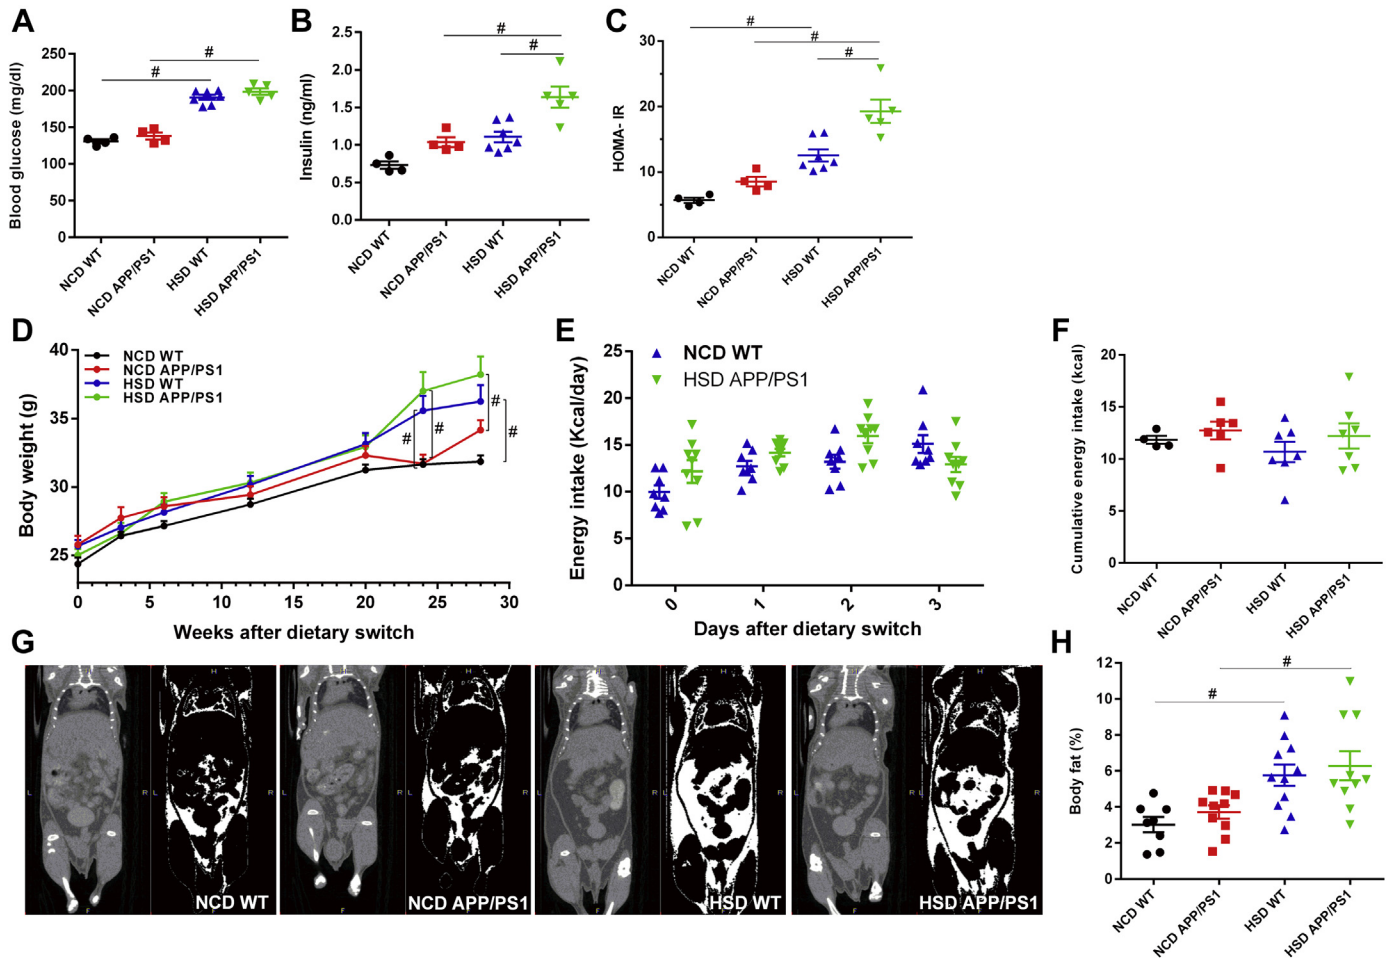 A
B
C
Blood glucose (mg/dl)
250
200
150
100
50
0
#
#
NCD WT
NCD APP/PS1
HSD WT
HSD APP/PS1
Insulin (ng/ml)
2.5
2.0
1.5
1.0
0.5
0.0
#
#
NCD WT
NCD APP/PS1
HSD WT
HSD APP/PS1
HOMA- IR
30
20
10
0
#
#
#
NCD WT
NCD APP/PS1
HSD WT
HSD APP/PS1
D
Body weight (g)
40
35
30
25
NCD WT
NCD APP/PS1
HSD WT
HSD APP/PS1
#
#
#
#
0 5 10 15 20 25 30
Weeks after dietary switch
E
Energy intake (Kcal/day)
25
20
15
10
5
0
NCD WT
HSD APP/PS1
0 1 2 3
Days after dietary switch
F
Cumulative energy intake (kcal)
20
15
10
5
0
NCD WT
NCD APP/PS1
HSD WT
HSD APP/PS1
G
H H H H
L R L R L R L R
F F F F
NCD WT
NCD APP/PS1
HSD WT
HSD APP/PS1
H
Body fat (%)
12
10
8
6
4
2
0
#
#
NCD WT
NCD APP/PS1
HSD WT
HSD APP/PS1